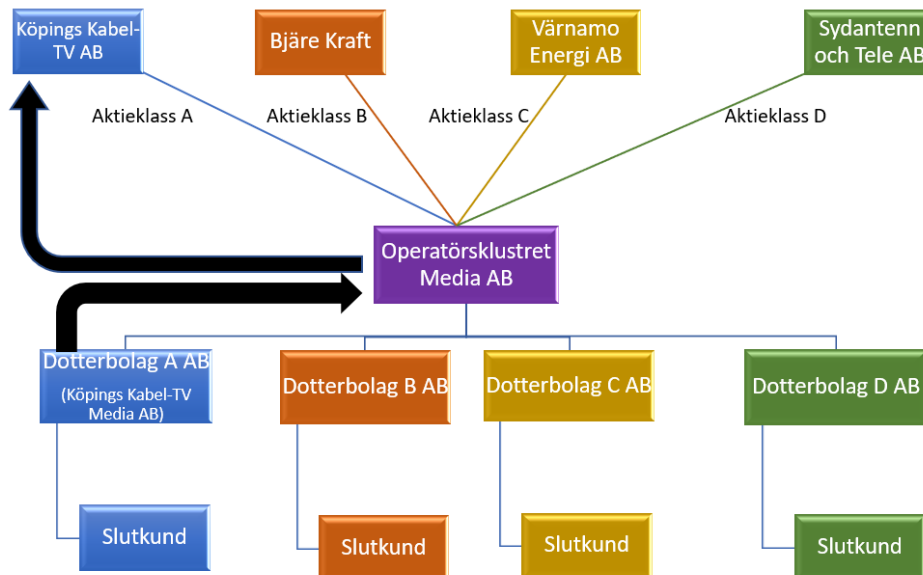 Köpings Kabel-
TV AB
Bjäre Kraft
Värnamo
Energi AB
Sydantenn
och Tele AB
Aktieklass A
Aktieklass B
Aktieklass C
Aktieklass D
Operatörsklustret
Media AB
Dotterbolag A AB
(Köpings Kabel-TV
Media AB)
Dotterbolag B AB
Dotterbolag C AB
Dotterbolag D AB
Slutkund
Slutkund
Slutkund
Slutkund